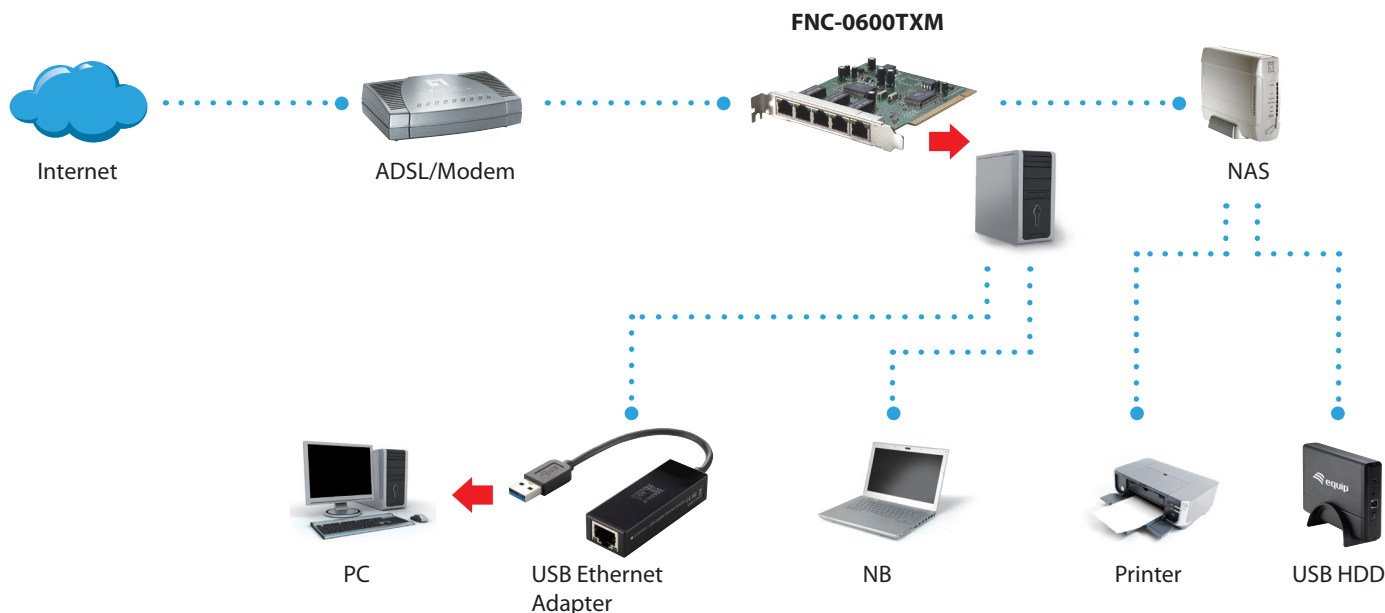 FNC-0600TXM
Internet
ADSL/Modem
NAS
equip
PC
USB Ethernet
Adapter
NB
Printer
USB HDD